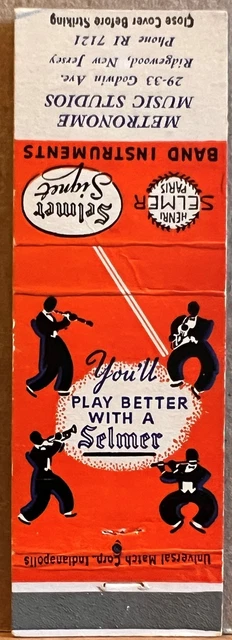 Close Cover Before Striking
Phone RI 7121
Ridgewood, New Jersey
29-33 Godwin Ave.
MUSIC STUDIOS
METRONOME
BAND INSTRUMENTS
Selmer
Signet
HENRI
SELMER
PARIS
You'll
PLAY BETTER
WITH A
Selmer
Universal Match Corp. Indianapolis